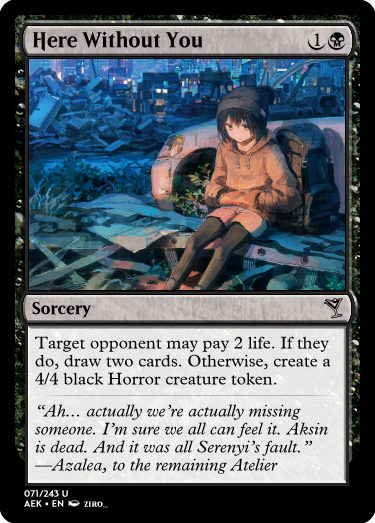 Here Without You 1
Sorcery
Target opponent may pay 2 life. If they
do, draw two cards. Otherwise, create a
4/4 black Horror creature token.
“Ah… actually we’re actually missing
someone. I’m sure we all can feel it. Aksin
is dead. And it was all Serenyi’s fault.”
—Azalea, to the remaining Atelier
071/243 U
AEK • EN ZIRO_